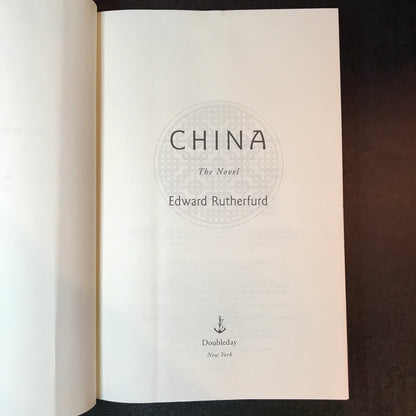 CHINA
The Novel
Edward Rutherfurd
Doubleday
New York